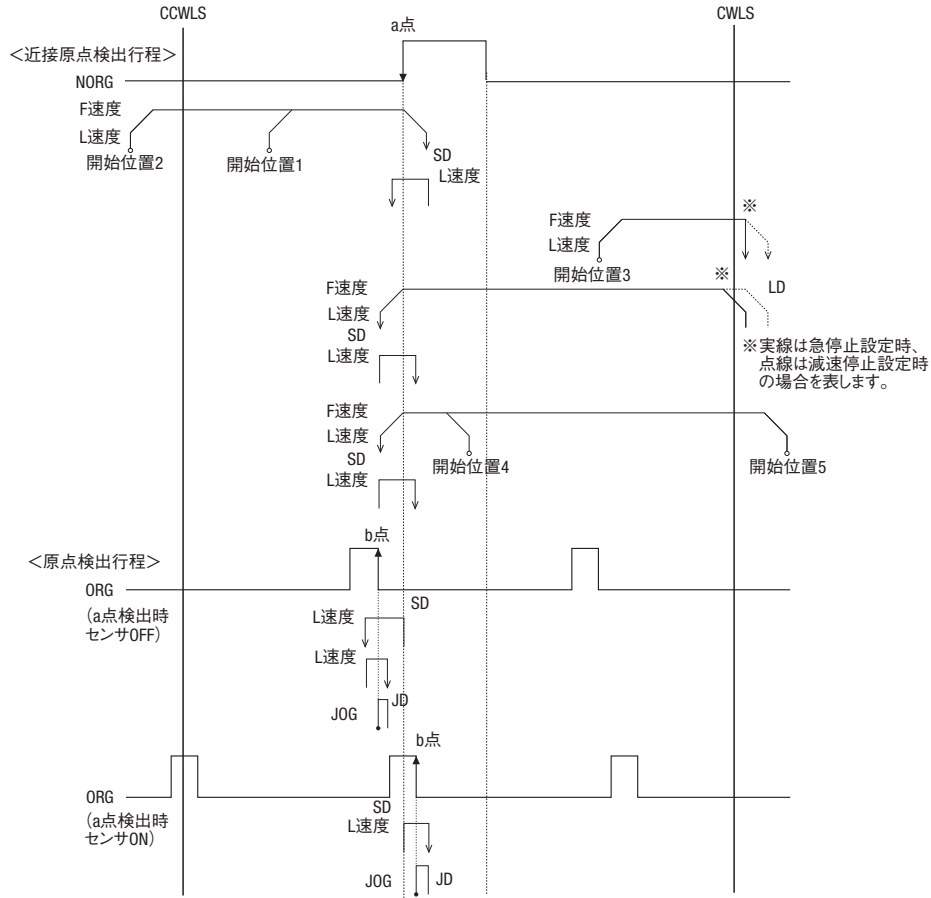 CCWLS
CWLS
a点
＜近接原点検出行程＞
NORG
F速度
L速度
開始位置2
開始位置1
SD
L速度
※
F速度
L速度
開始位置3
※
F速度
LD
L速度
SD
L速度
※実線は急停止設定時、
点線は減速停止設定時
の場合を表します。
F速度
L速度
SD
開始位置4
開始位置5
L速度
b点
＜原点検出行程＞
ORG
SD
(a点検出時
センサOFF)
L速度
L速度
JD
JOG
b点
ORG
SD
(a点検出時
センサON)
L速度
JOG
JD